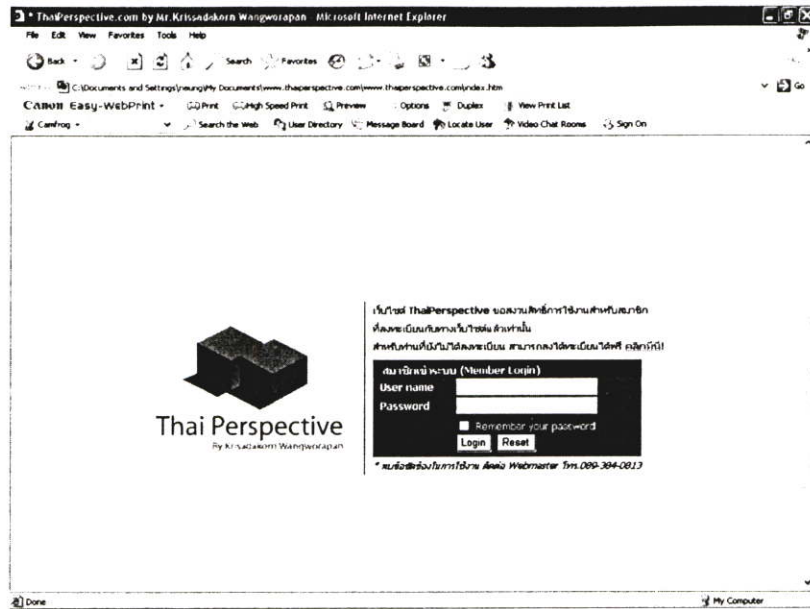 * ThaiPerspective.com by Mr.Krissadakorn Wangworapan - Microsoft Internet Explorer
File Edit View Favorites Tools Help
Back Search Favorites
C:\Documents and Settings\neung\My Documents\www.thaiperspective.com\www.thaiperspective.com\index.htm Go
Canon Easy-WebPrint Print High Speed Print Preview Options Duplex View Print List
Camfrog Search the Web User Directory Message Board Locate User Video Chat Rooms Sign On
เว็บไซต์ ThaiPerspective ขอสงวนสิทธิ์การใช้งานสำหรับสมาชิก
ที่ลงทะเบียนกับทางเว็บไซต์แล้วเท่านั้น
สำหรับท่านที่ยังไม่ได้ลงทะเบียน สามารถลงได้ทะเบียนได้ฟรี คลิกที่นี่!
สมาชิกเข้าระบบ (Member Login)
User name
Password
Remember your password
Login Reset
* พบข้อขัดข้องในการใช้งาน ติดต่อ Webmaster โทร.089-384-0813
Thai Perspective
By Krisadakorn Wangworapan
Done My Computer